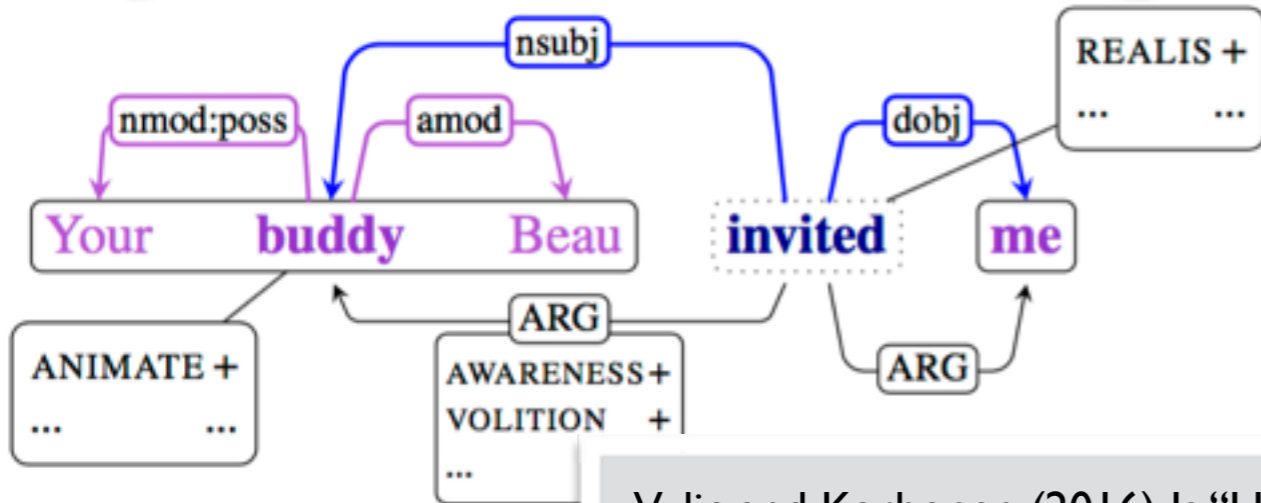 nsubj
REALIS +
... ...
nmod:poss amod dobj
Your buddy Beau invited me
ARG
ANIMATE +
... ...
AWARENESS +
VOLITION +
...
ARG